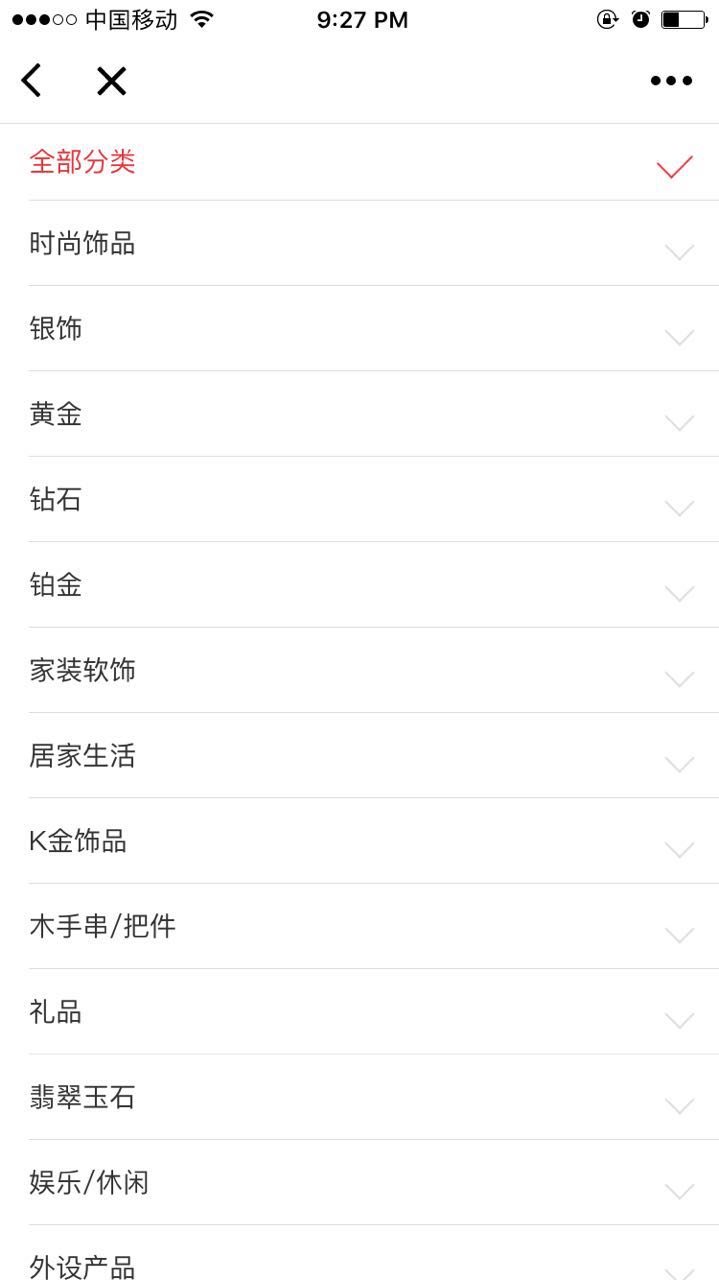 中国移动
9:27 PM
全部分类
时尚饰品
银饰
黄金
钻石
铂金
家装软饰
居家生活
K金饰品
木手串/把件
礼品
翡翠玉石
娱乐/休闲
外设产品